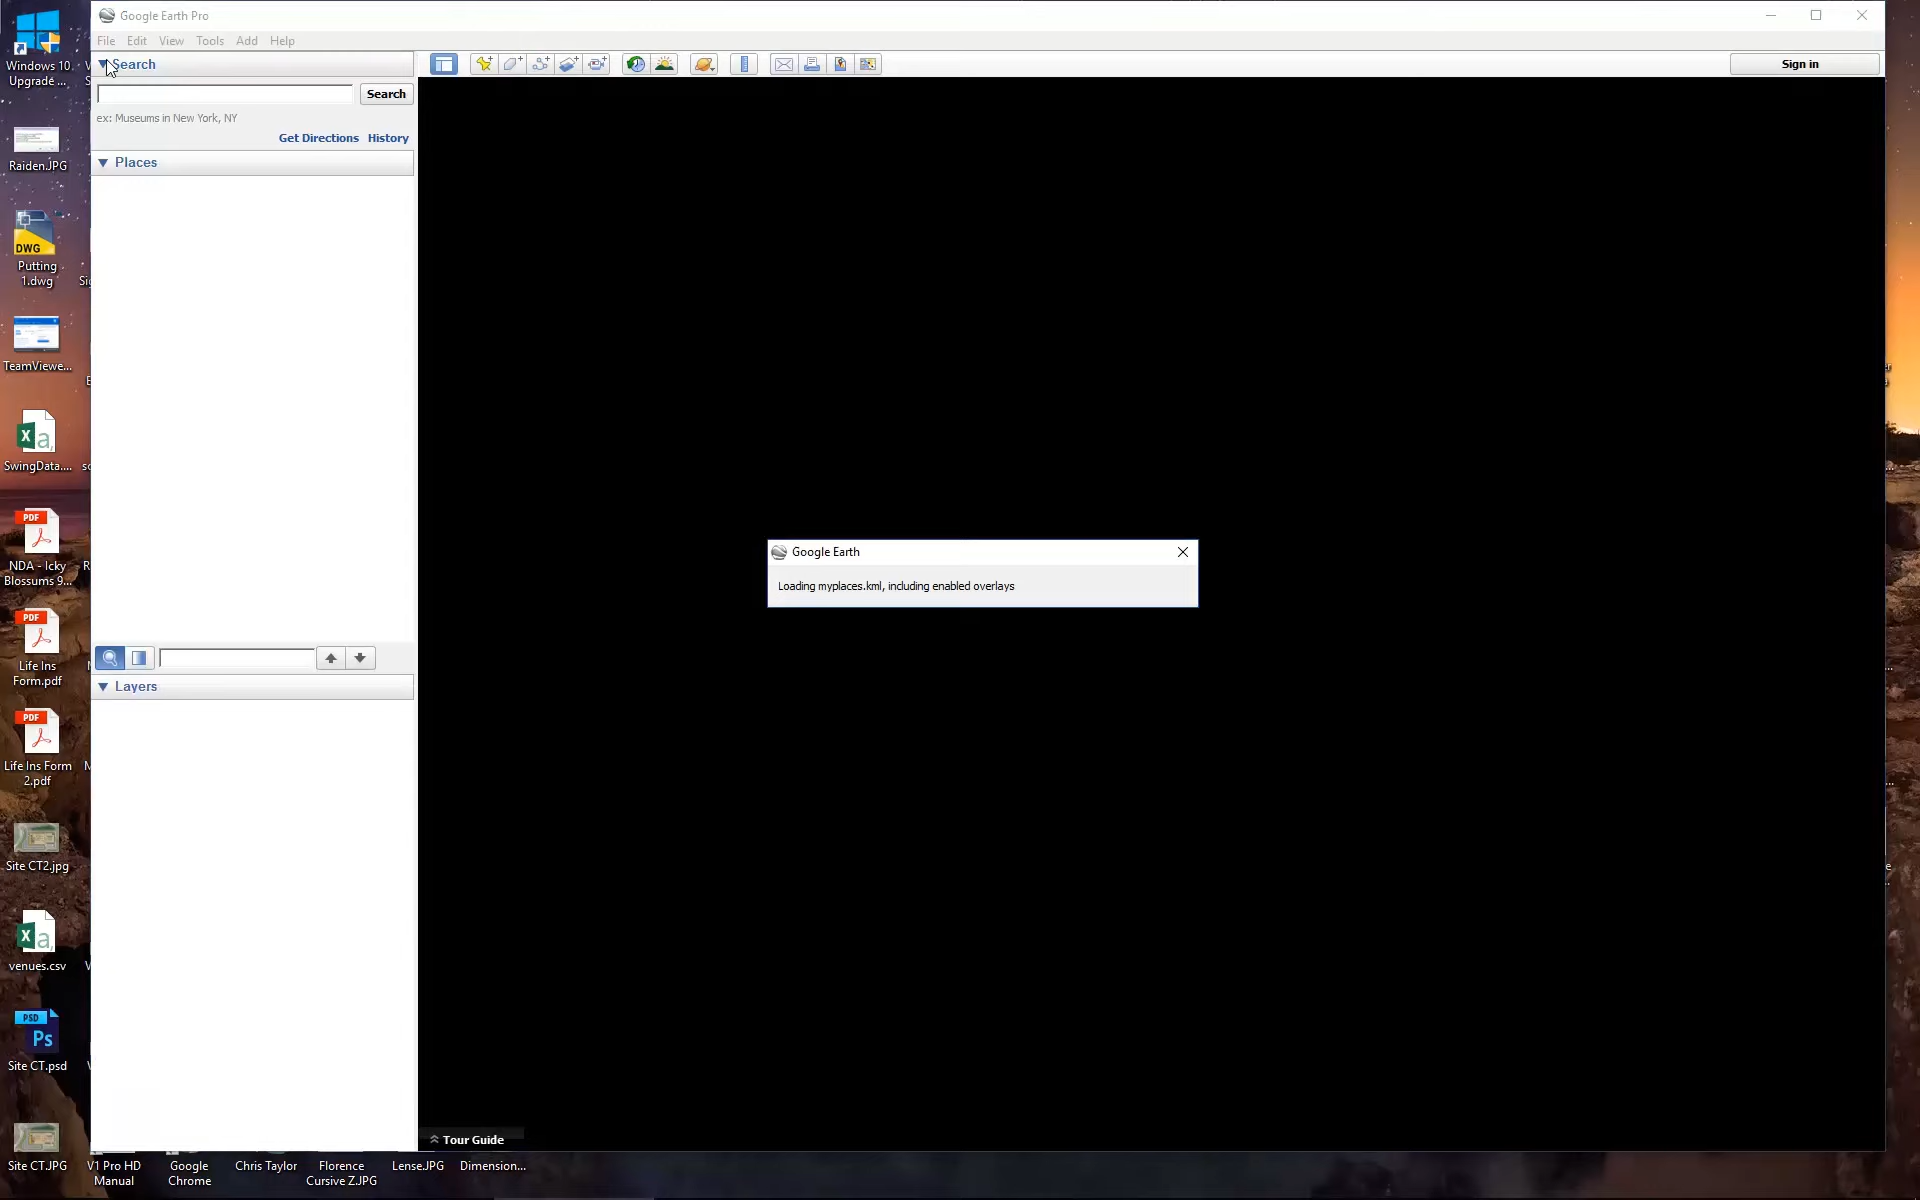 Google Earth Pro
File Edit View Tools Add Help
Search
Sign in
Search
ex: Museums in New York, NY
Get Directions History
Places
Google Earth
Loading myplaces.kml, including enabled overlays
Layers
Tour Guide
Windows 10
Upgrade ...
Raiden.JPG
DWG
Putting
1.dwg
TeamViewe...
SwingData....
PDF
NDA - Icky
Blossums 9...
PDF
Life Ins
Form.pdf
PDF
Life Ins Form
2.pdf
Site CT2.jpg
venues.csv
PSD
Ps
Site CT.psd
Site CT.JPG
V1 Pro HD
Manual
Google
Chrome
Chris Taylor
Florence
Cursive Z.JPG
Lense.JPG
Dimension...